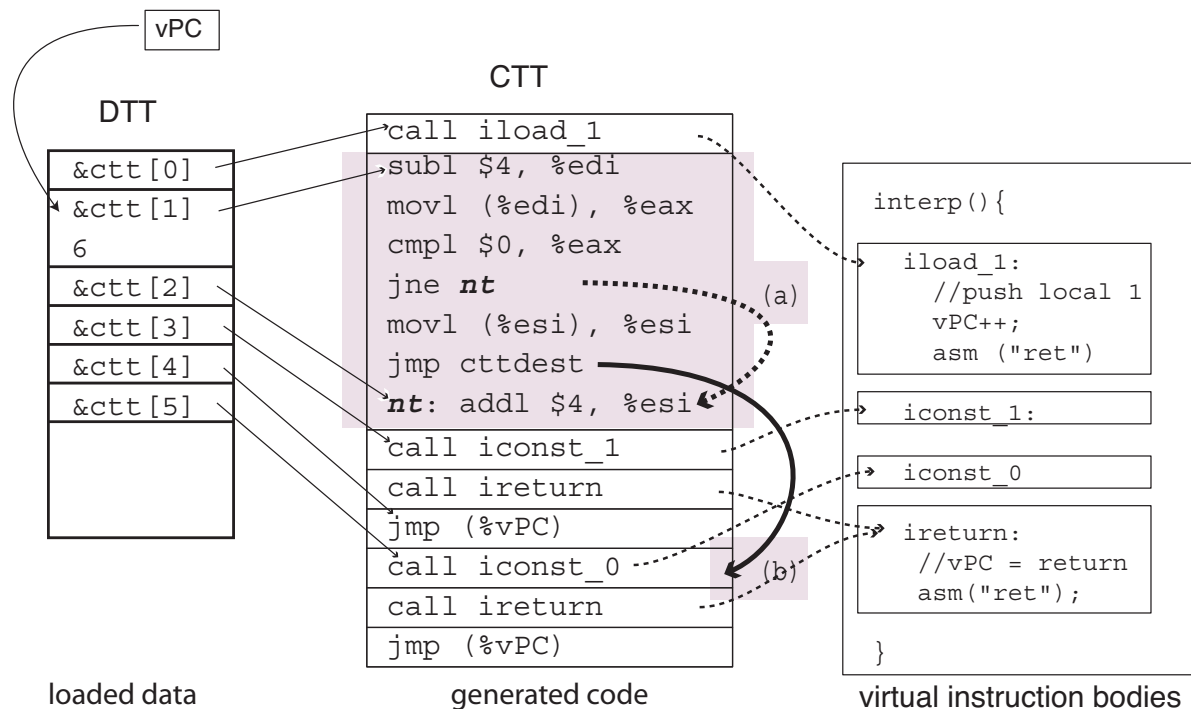 vPC
CTT
DTT
&ctt[0]
&ctt[1]
6
&ctt[2]
&ctt[3]
&ctt[4]
&ctt[5]
call iload_1
subl $4, %edi
movl (%edi), %eax
cmpl $0, %eax
jne nt
movl (%esi), %esi
jmp cttdest
nt: addl $4, %esi
call iconst_1
call ireturn
jmp (%vPC)
call iconst_0
call ireturn
jmp (%vPC)
(a)
(b)
interp(){
iload_1:
//push local 1
vPC++;
asm ("ret")
iconst_1:
iconst_0
ireturn:
//vPC = return
asm("ret");
}
loaded data
generated code
virtual instruction bodies